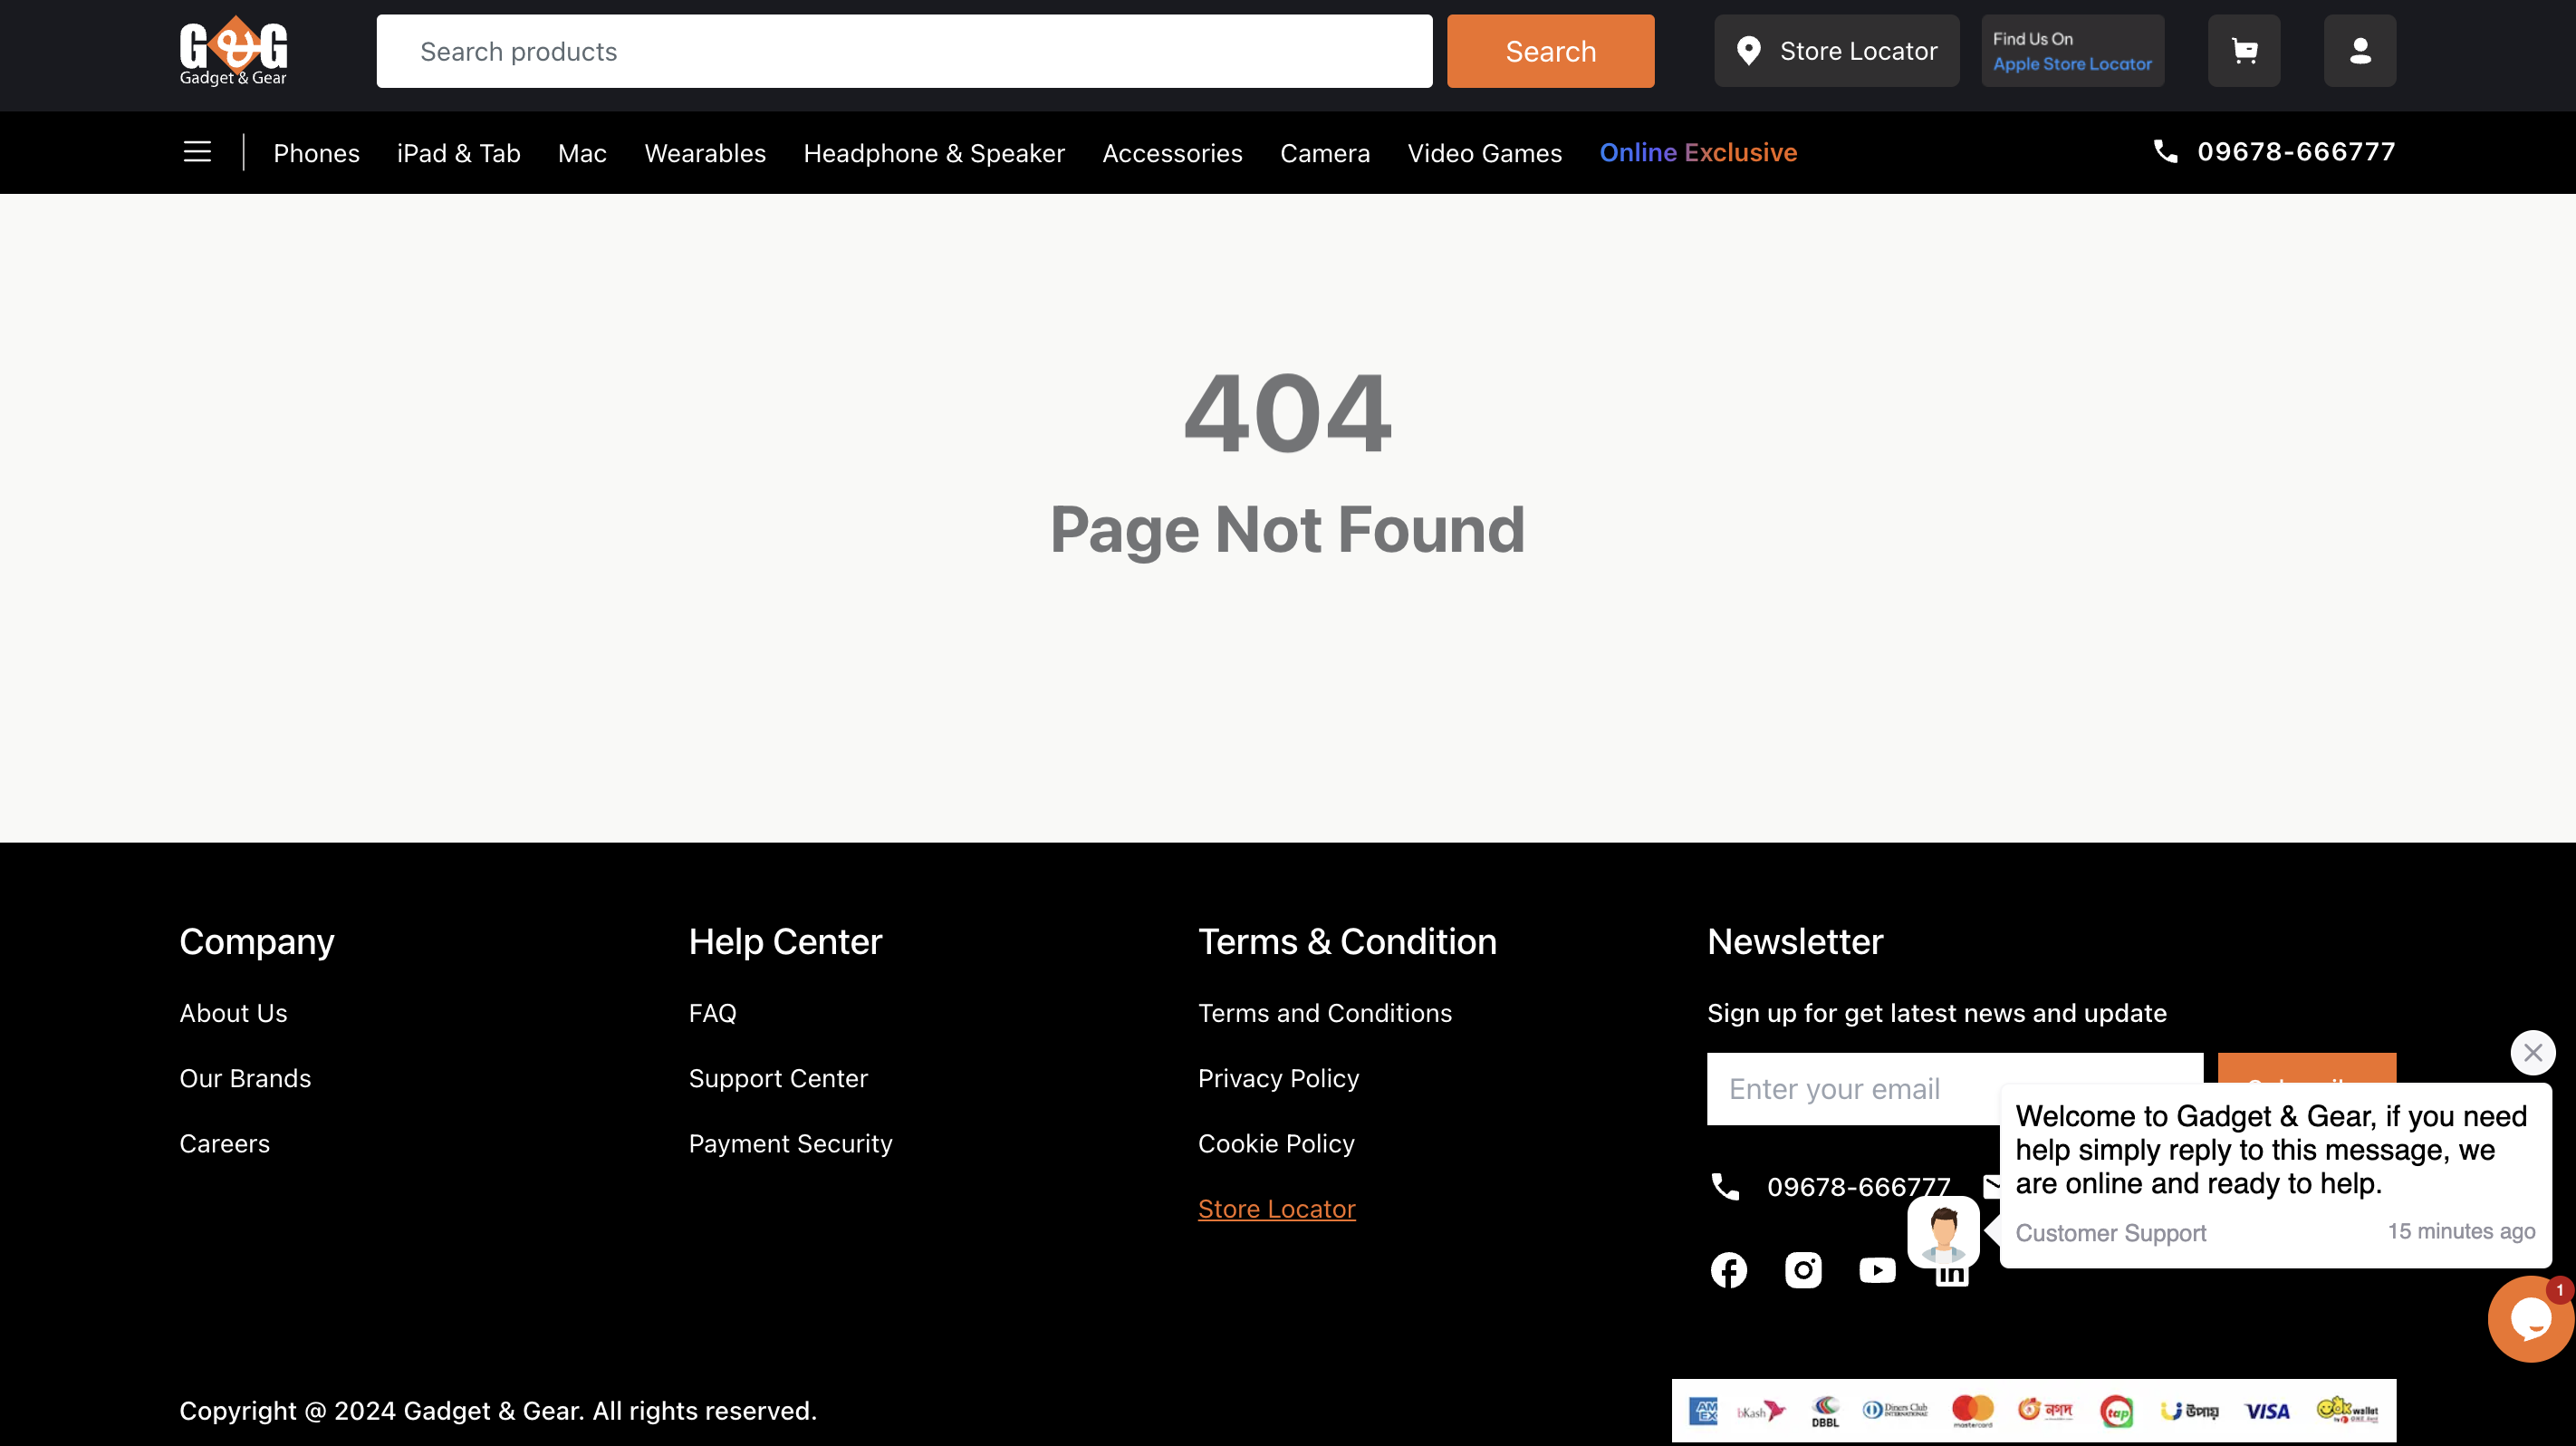 G&G
Gadget & Gear
Search products
Search
Store Locator
Find Us On
Apple Store Locator
Phones
iPad & Tab
Mac
Wearables
Headphone & Speaker
Accessories
Camera
Video Games
Online Exclusive
09678-666777
404
Page Not Found
Company
About Us
Our Brands
Careers
Help Center
FAQ
Support Center
Payment Security
Terms & Condition
Terms and Conditions
Privacy Policy
Cookie Policy
Store Locator
Newsletter
Sign up for get latest news and update
Enter your email
09678-666777
Welcome to Gadget & Gear, if you need
help simply reply to this message, we
are online and ready to help.
Customer Support
15 minutes ago
1
Copyright @ 2024 Gadget & Gear. All rights reserved.
AM
EX
bKash
DBBL
Diners Club
INTERNATIONAL
mastercard
নগদ
tap
উপায়
VISA
wallet